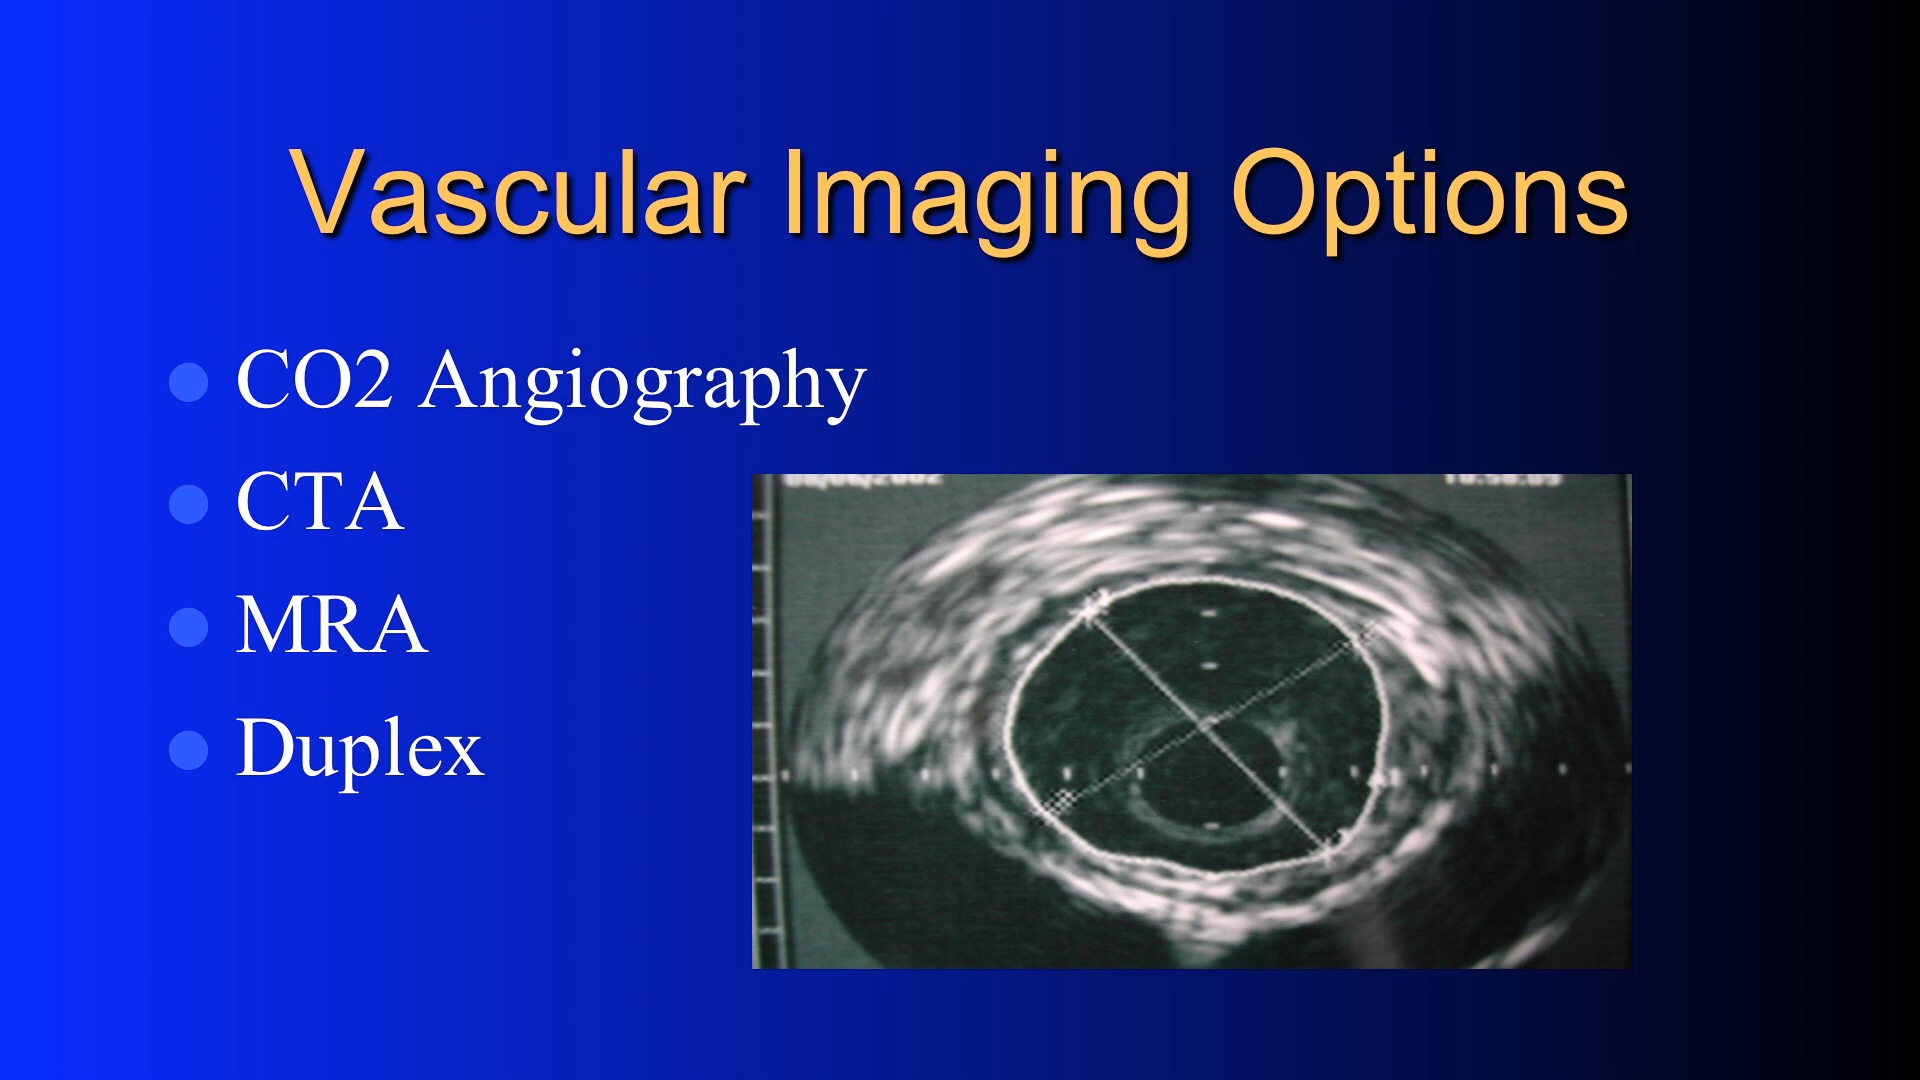 Vascular Imaging Options
CO2 Angiography
CTA
MRA
Duplex